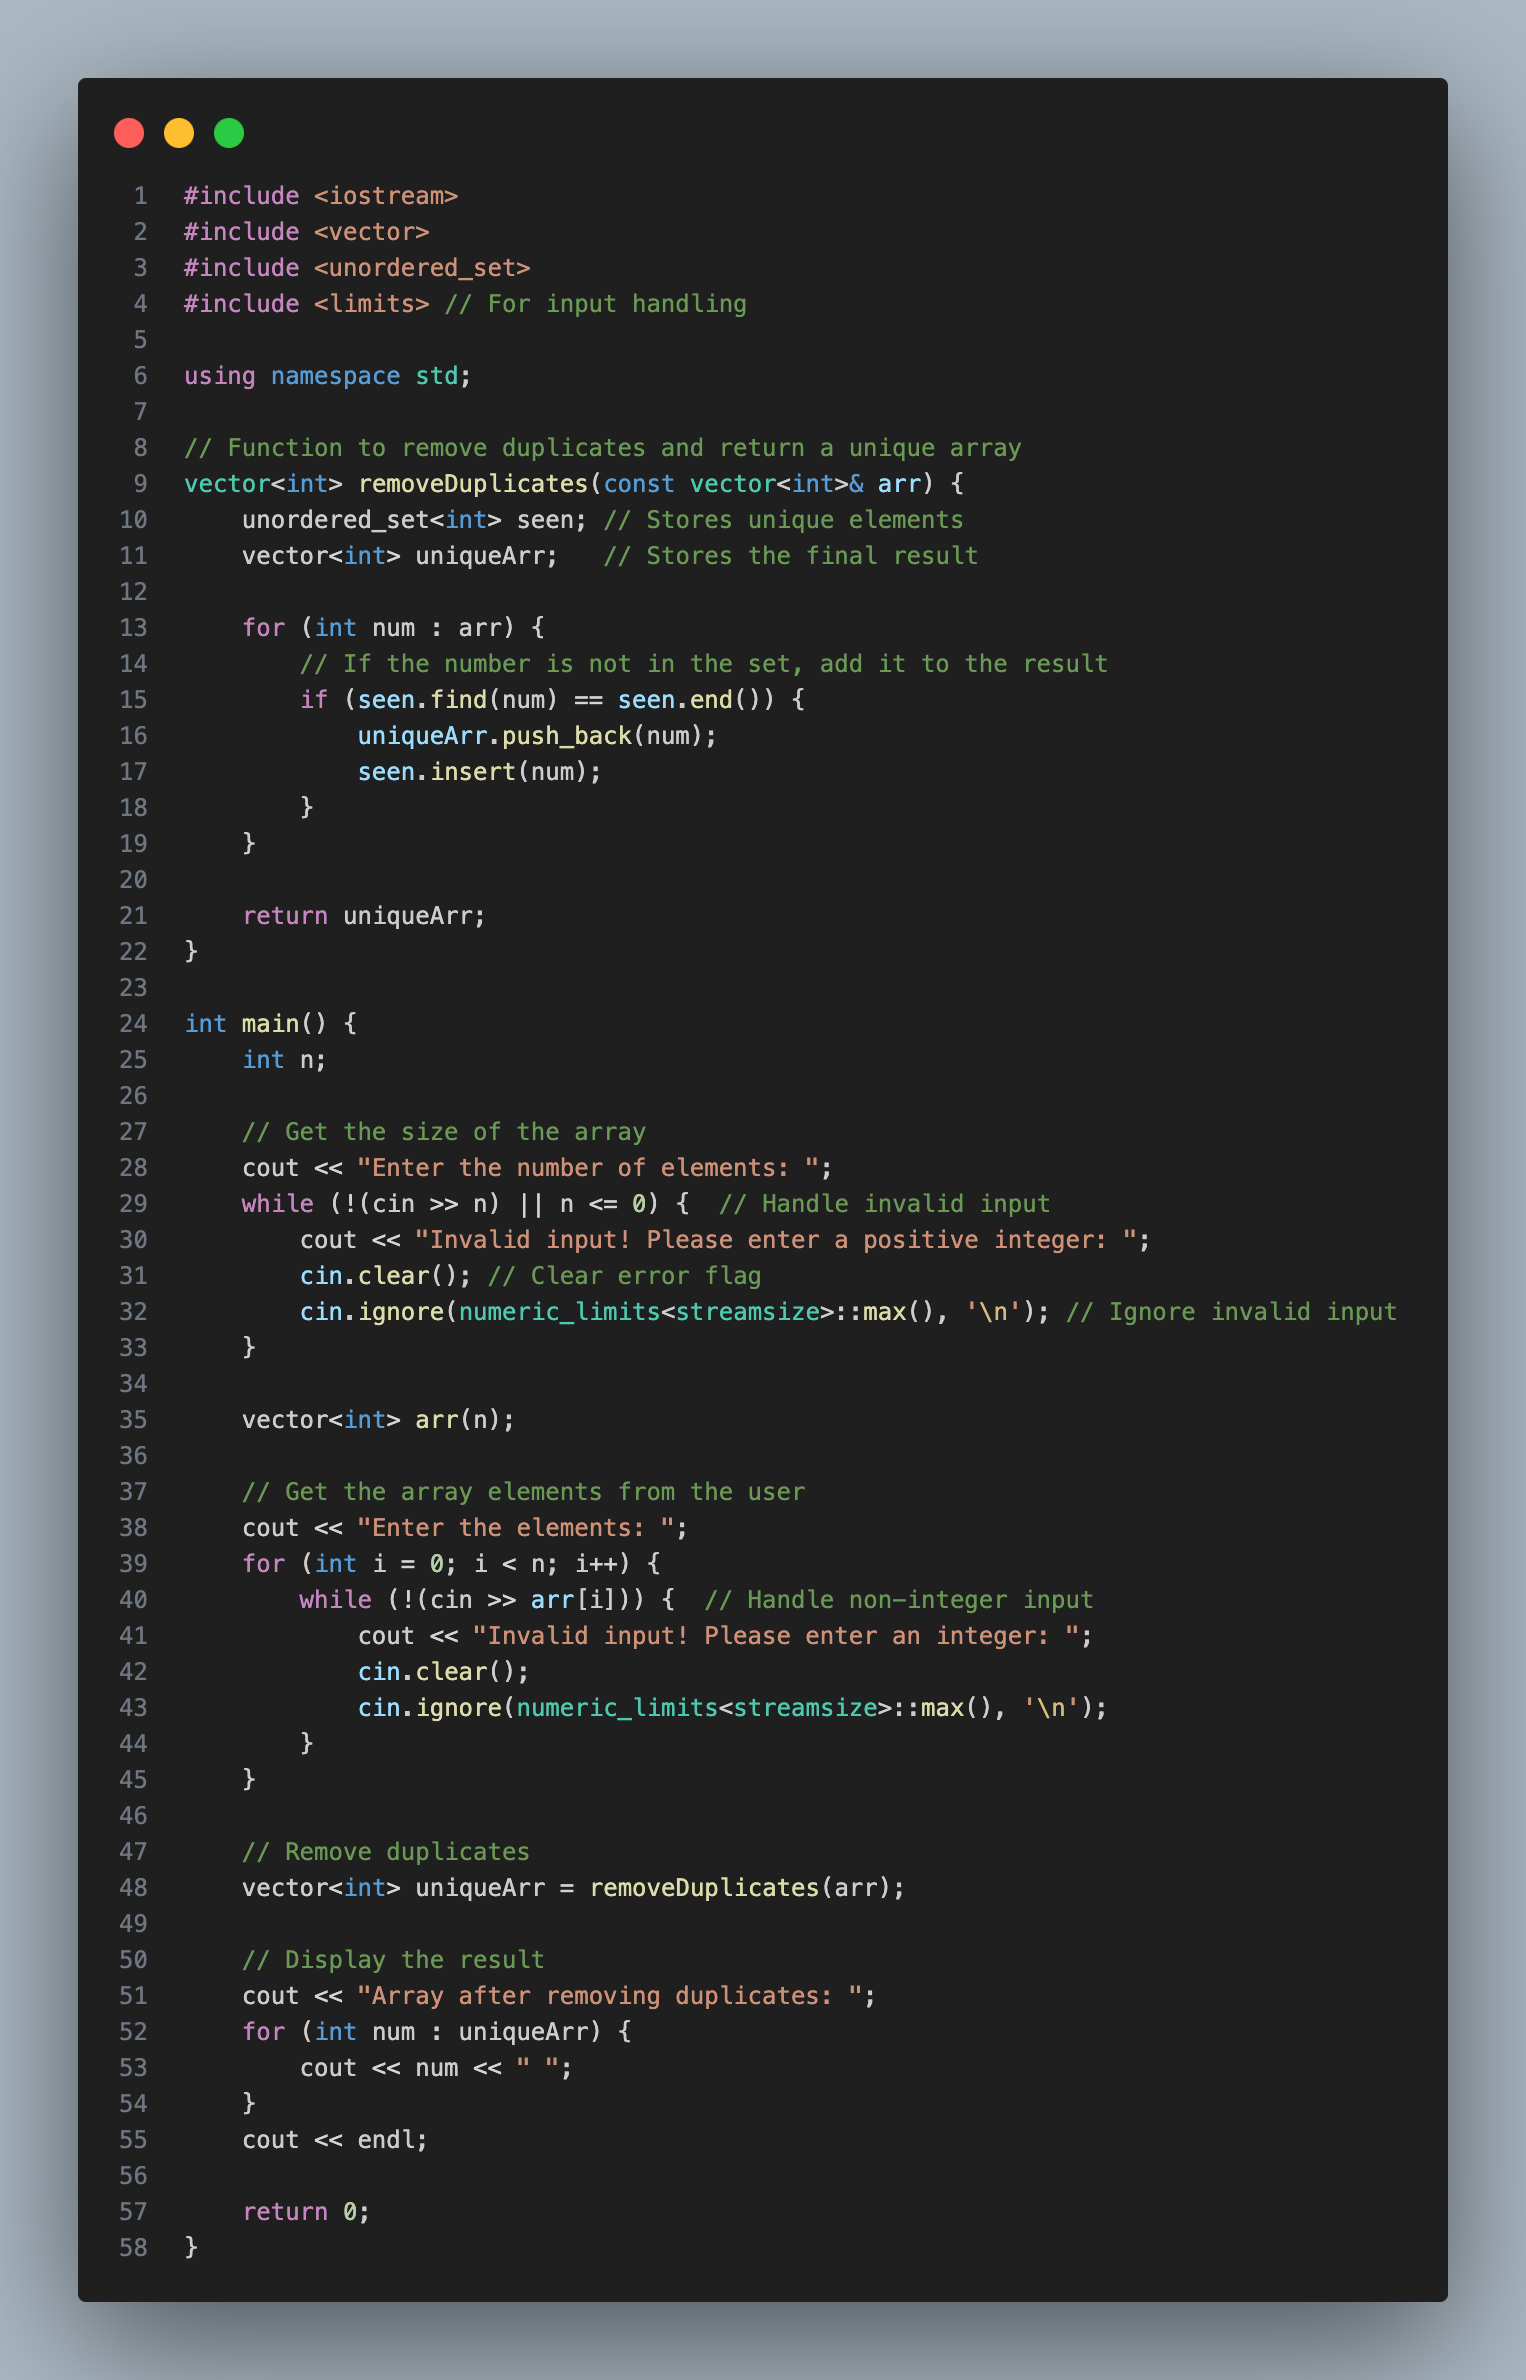 1 #include <iostream>
2 #include <vector>
3 #include <unordered_set>
4 #include <limits> // For input handling
5
6 using namespace std;
7
8 // Function to remove duplicates and return a unique array
9 vector<int> removeDuplicates(const vector<int>& arr) {
10     unordered_set<int> seen; // Stores unique elements
11     vector<int> uniqueArr;   // Stores the final result
12
13     for (int num : arr) {
14         // If the number is not in the set, add it to the result
15         if (seen.find(num) == seen.end()) {
16             uniqueArr.push_back(num);
17             seen.insert(num);
18         }
19     }
20
21     return uniqueArr;
22 }
23
24 int main() {
25     int n;
26
27     // Get the size of the array
28     cout << "Enter the number of elements: ";
29     while (!(cin >> n) || n <= 0) {  // Handle invalid input
30         cout << "Invalid input! Please enter a positive integer: ";
31         cin.clear(); // Clear error flag
32         cin.ignore(numeric_limits<streamsize>::max(), '\n'); // Ignore invalid input
33     }
34
35     vector<int> arr(n);
36
37     // Get the array elements from the user
38     cout << "Enter the elements: ";
39     for (int i = 0; i < n; i++) {
40         while (!(cin >> arr[i])) {  // Handle non-integer input
41             cout << "Invalid input! Please enter an integer: ";
42             cin.clear();
43             cin.ignore(numeric_limits<streamsize>::max(), '\n');
44         }
45     }
46
47     // Remove duplicates
48     vector<int> uniqueArr = removeDuplicates(arr);
49
50     // Display the result
51     cout << "Array after removing duplicates: ";
52     for (int num : uniqueArr) {
53         cout << num << " ";
54     }
55     cout << endl;
56
57     return 0;
58 }